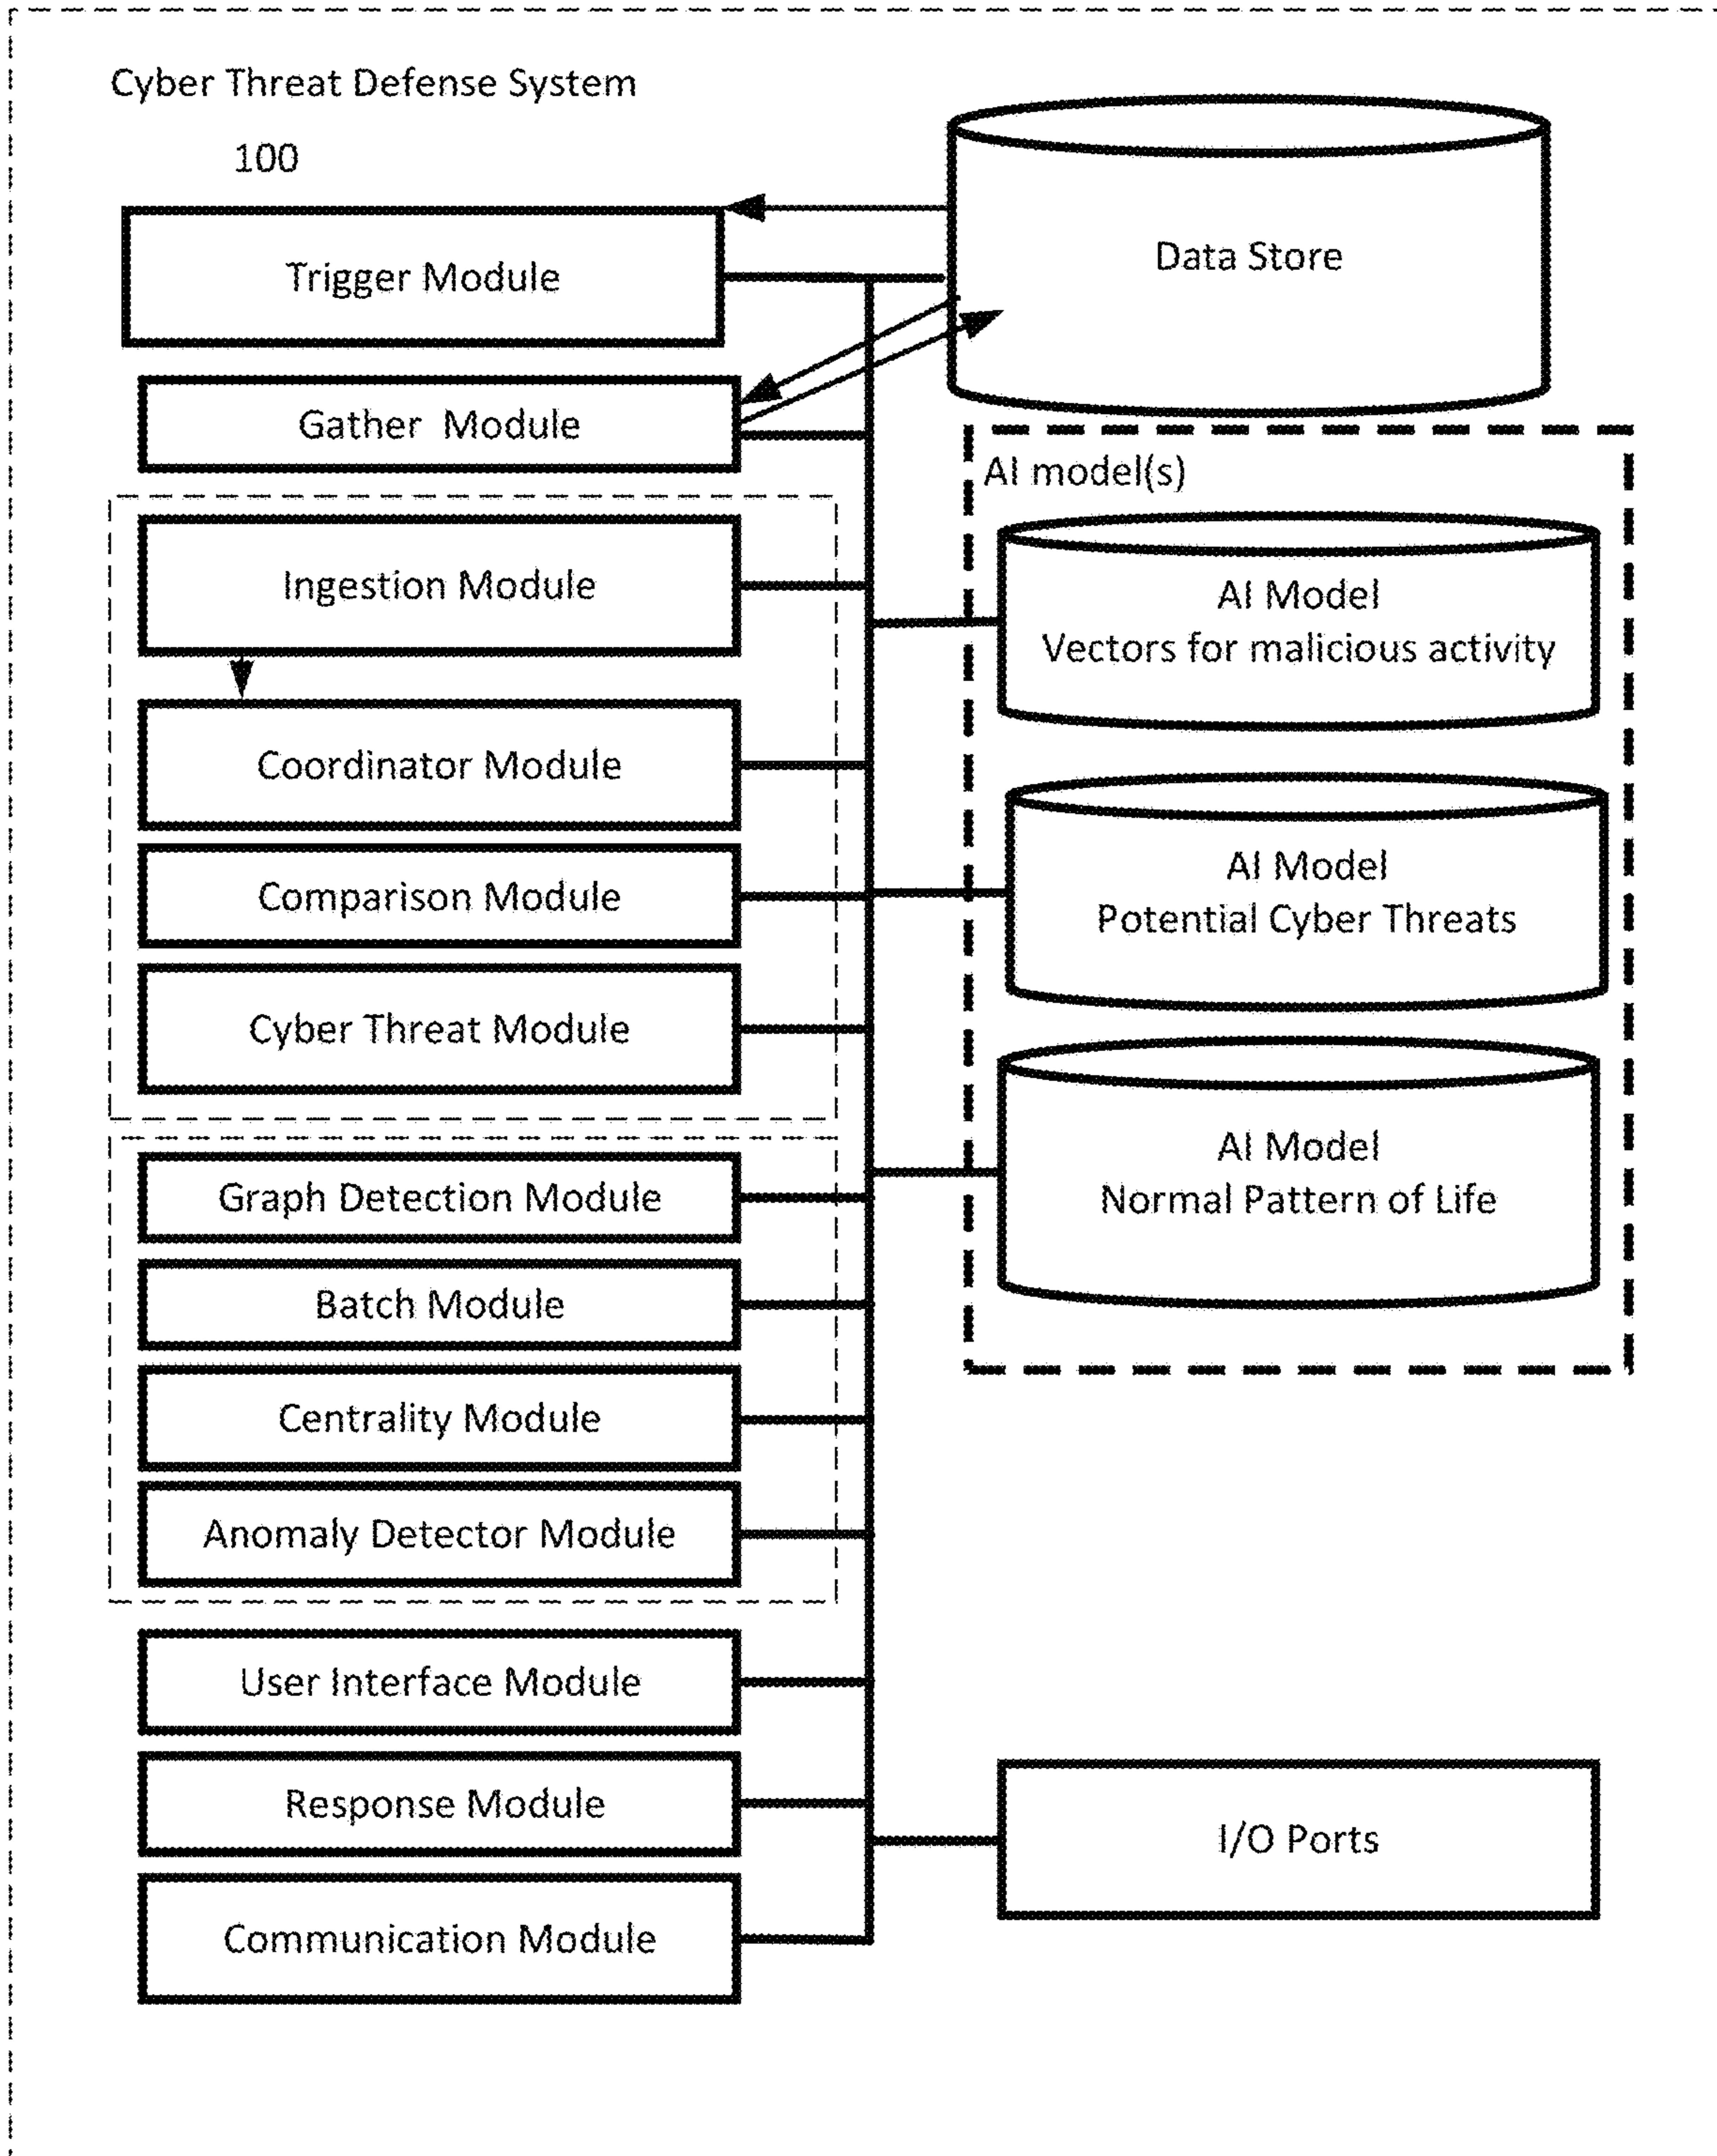 Cyber Threat Defense System
100
Trigger Module
Data Store
Gather Module
AI model(s)
Ingestion Module
AI Model
Vectors for malicious activity
Coordinator Module
Comparison Module
AI Model
Potential Cyber Threats
Cyber Threat Module
AI Model
Normal Pattern of Life
Graph Detection Module
Batch Module
Centrality Module
Anomaly Detector Module
User Interface Module
Response Module
I/O Ports
Communication Module